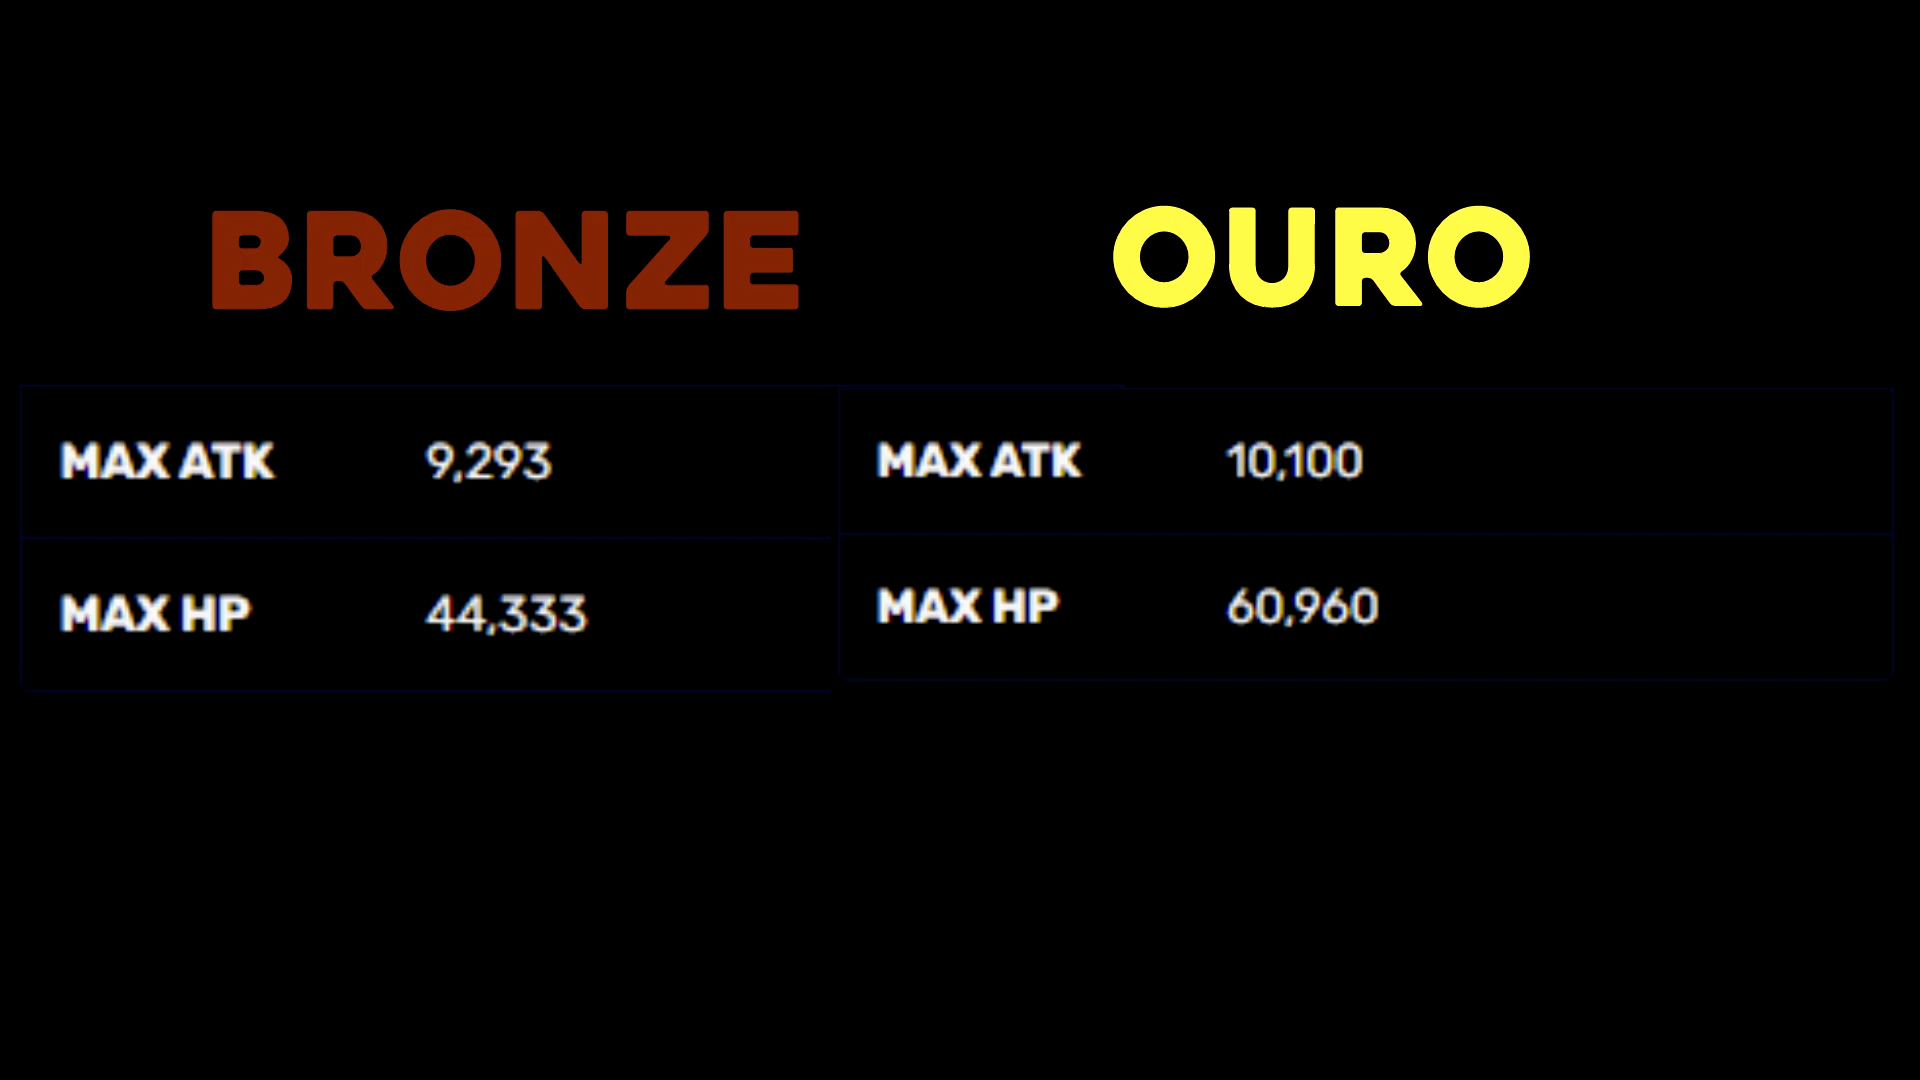 BRONZE OURO
MAX ATK 9,293 MAX ATK 10,100
MAX HP 44,333 MAX HP 60,960